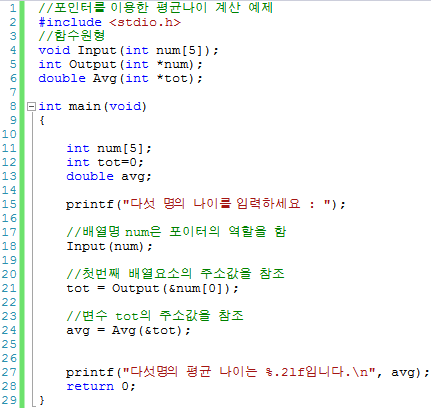 1 //포인터를 이용한 평균나이 계산 예제
2 #include <stdio.h>
3 //함수원형
4 void Input(int num[5]);
5 int Output(int *num);
6 double Avg(int *tot);
7
8 int main(void)
9 {
10
11 int num[5];
12 int tot=0;
13 double avg;
14
15 printf("다섯 명의 나이를 입력하세요 : ");
16
17 //배열명 num은 포이터의 역할을 함
18 Input(num);
19
20 //첫번째 배열요소의 주소값을 참조
21 tot = Output(&num[0]);
22
23 //변수 tot의 주소값을 참조
24 avg = Avg(&tot);
25
26
27 printf("다섯명의 평균 나이는 %.2lf입니다.\n", avg);
28 return 0;
29 }